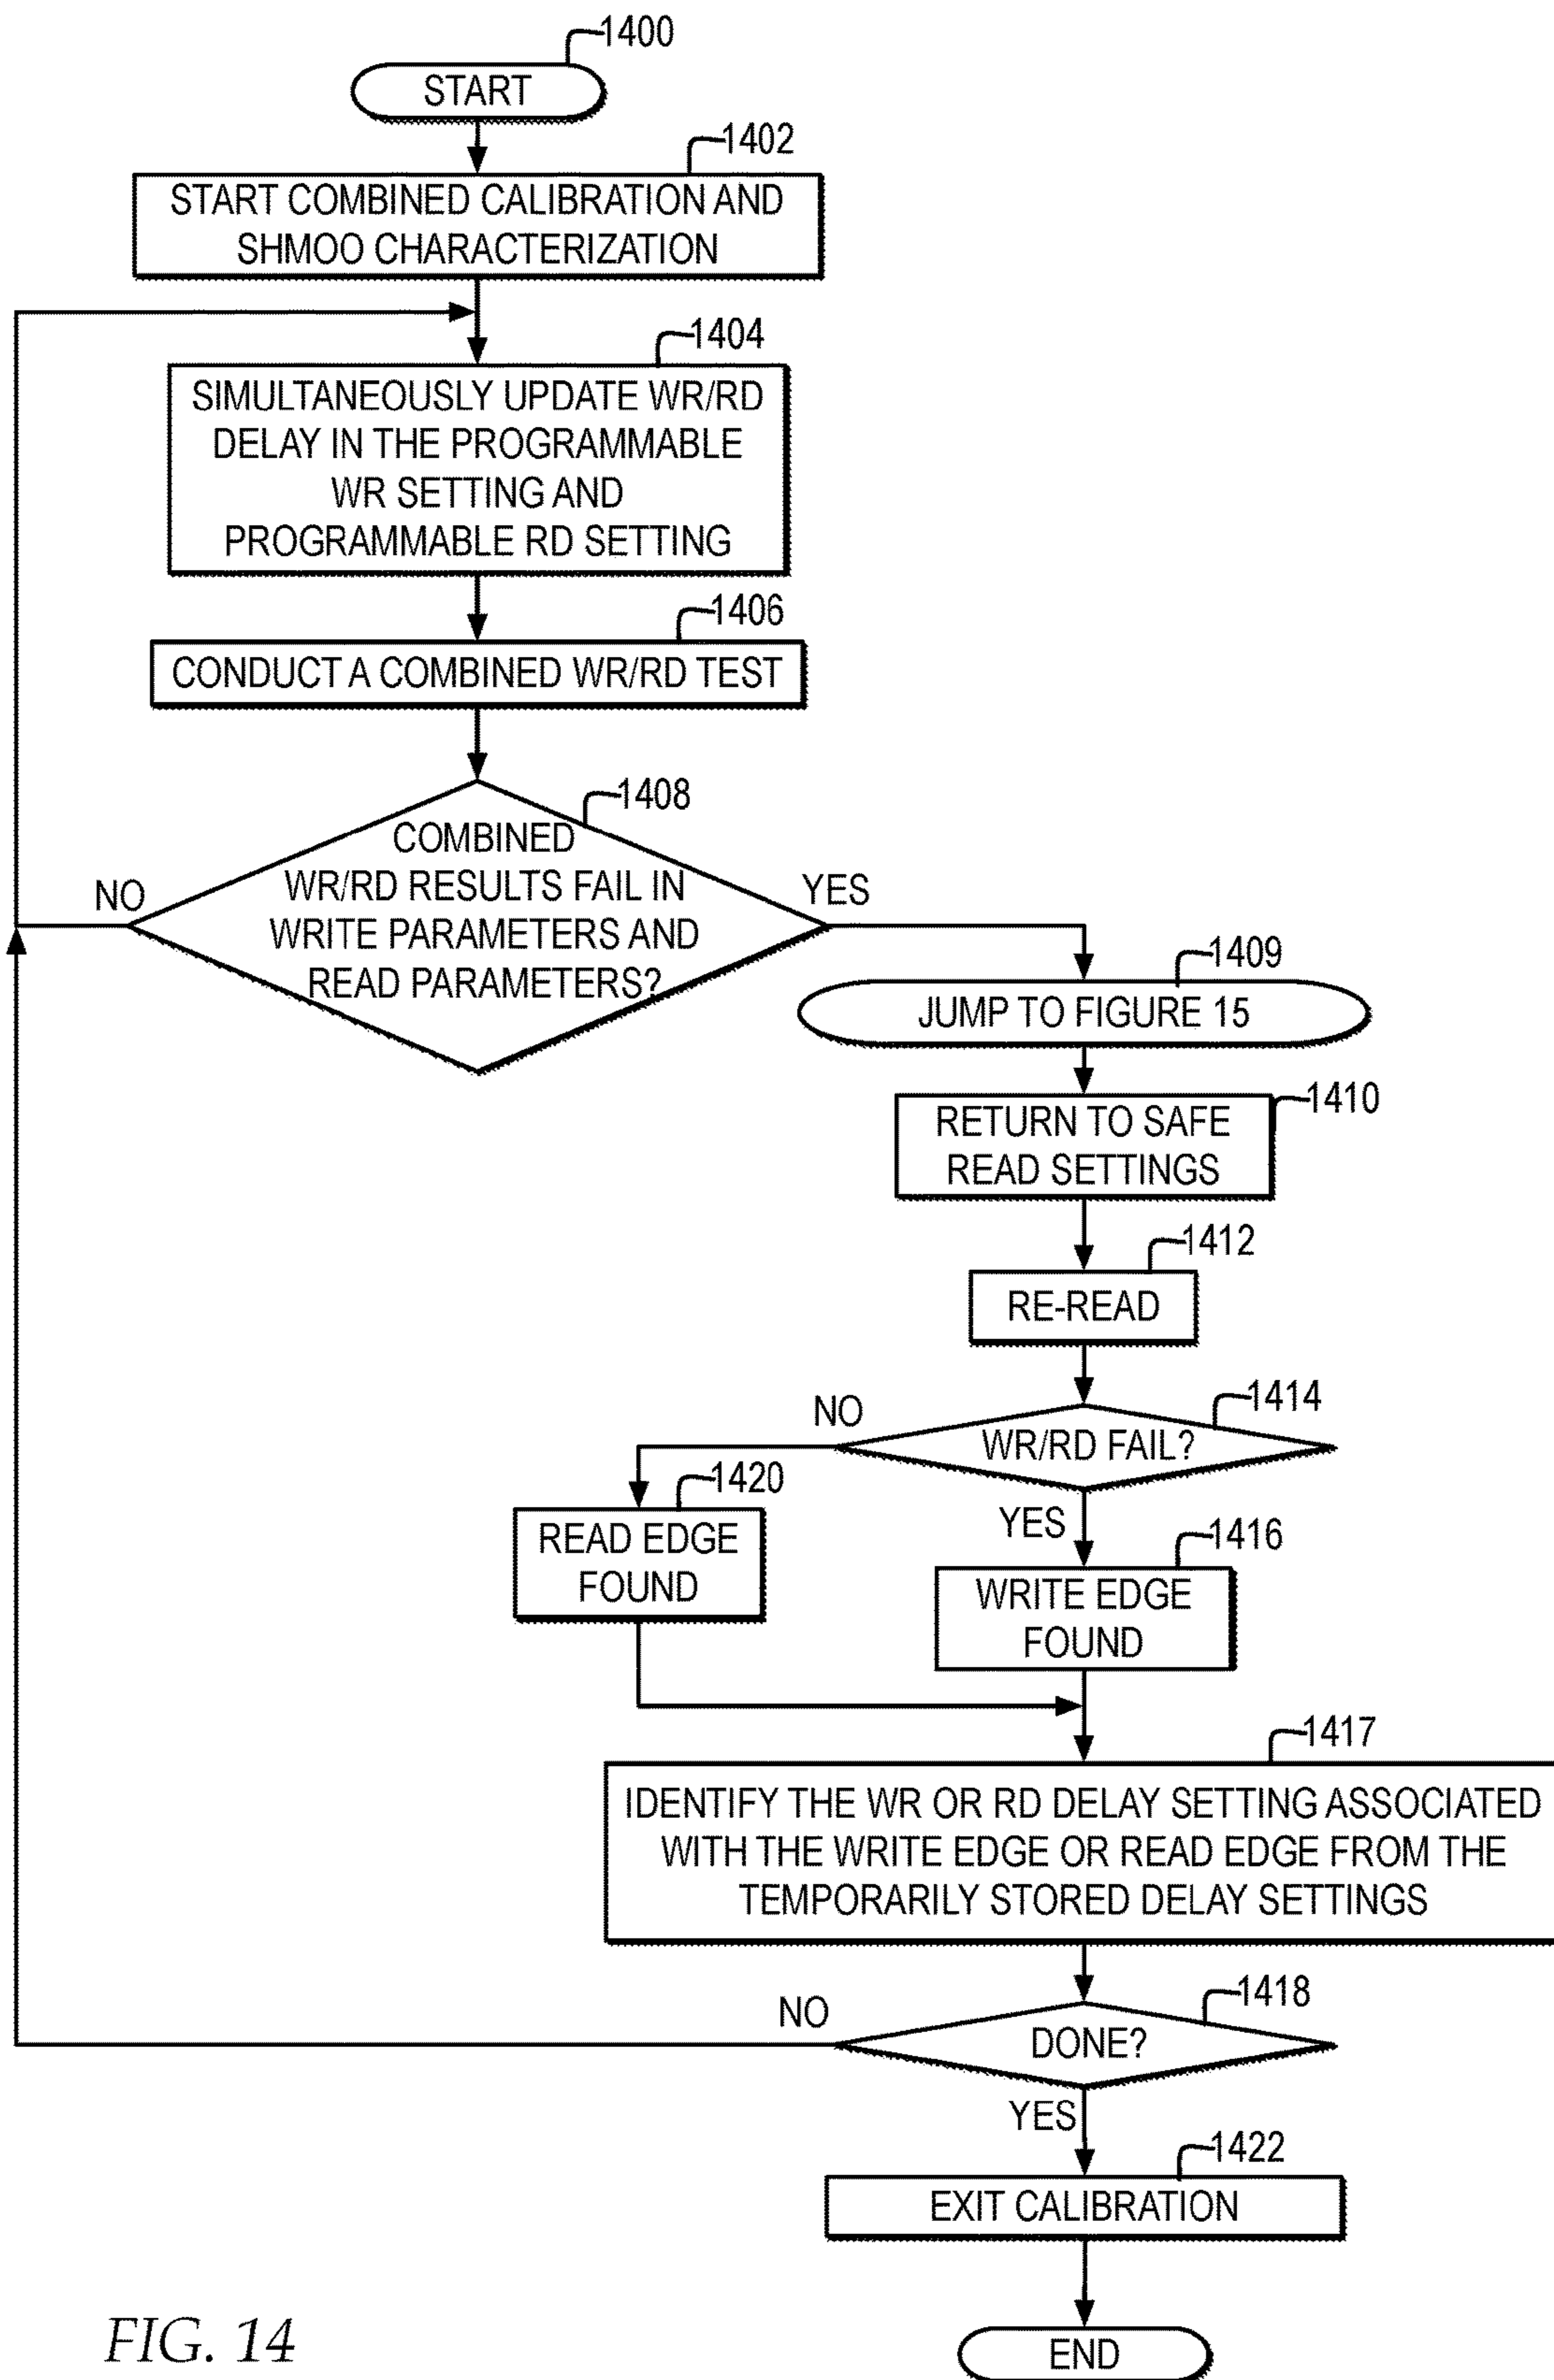 1400
START
1402
START COMBINED CALIBRATION AND
SHMOO CHARACTERIZATION
1404
SIMULTANEOUSLY UPDATE WR/RD
DELAY IN THE PROGRAMMABLE
WR SETTING AND
PROGRAMMABLE RD SETTING
1406
CONDUCT A COMBINED WR/RD TEST
1408
COMBINED
WR/RD RESULTS FAIL IN
WRITE PARAMETERS AND
READ PARAMETERS?
NO
YES
1409
JUMP TO FIGURE 15
1410
RETURN TO SAFE
READ SETTINGS
1412
RE-READ
1414
WR/RD FAIL?
NO
YES
1420
READ EDGE
FOUND
1416
WRITE EDGE
FOUND
1417
IDENTIFY THE WR OR RD DELAY SETTING ASSOCIATED
WITH THE WRITE EDGE OR READ EDGE FROM THE
TEMPORARILY STORED DELAY SETTINGS
1418
DONE?
NO
YES
1422
EXIT CALIBRATION
END
FIG. 14